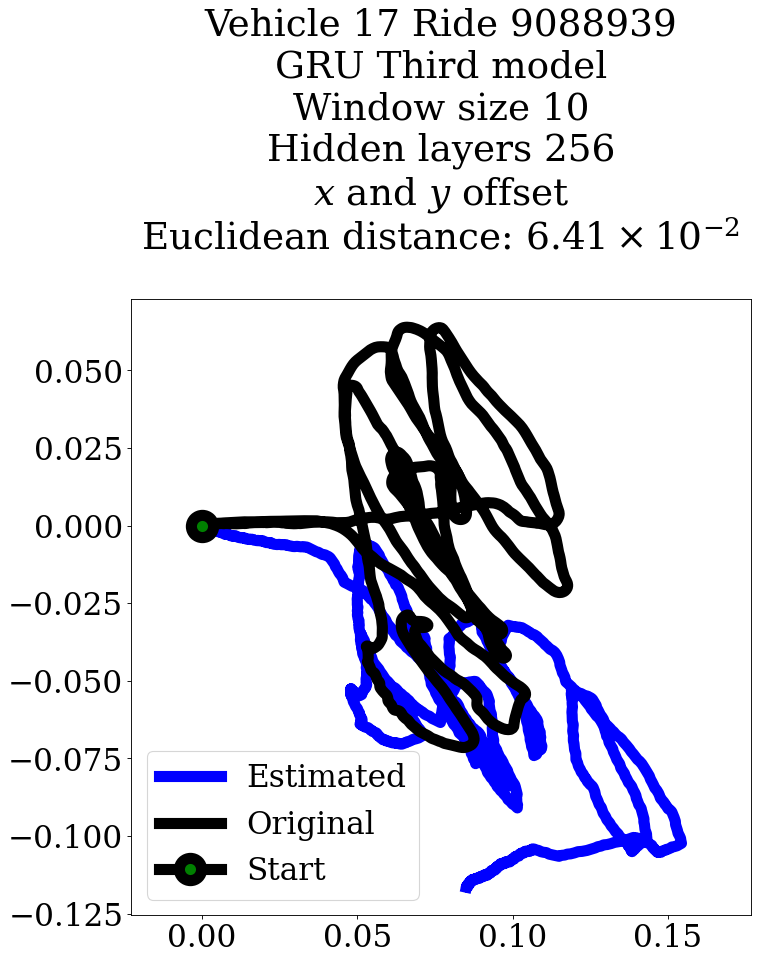 Vehicle 17 Ride 9088939
GRU Third model
Window size 10
Hidden layers 256
x and y offset
Euclidean distance: 6.41 × 10⁻²
0.050
0.025
0.000
−0.025
−0.050
−0.075
−0.100
−0.125
Estimated
Original
Start
0.00 0.05 0.10 0.15